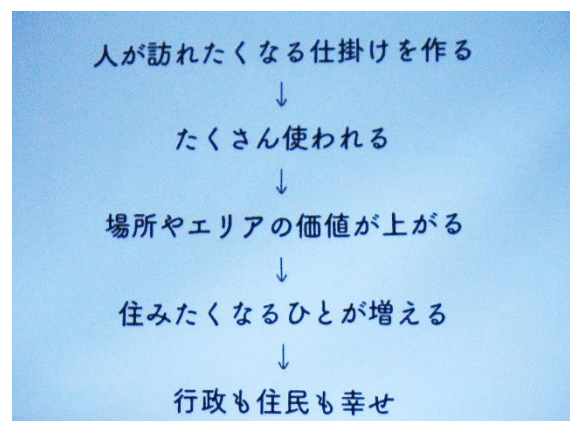 人が訪れたくなる仕掛けを作る
↓
たくさん使われる
↓
場所やエリアの価値が上がる
↓
住みたくなるひとが増える
↓
行政も住民も幸せ